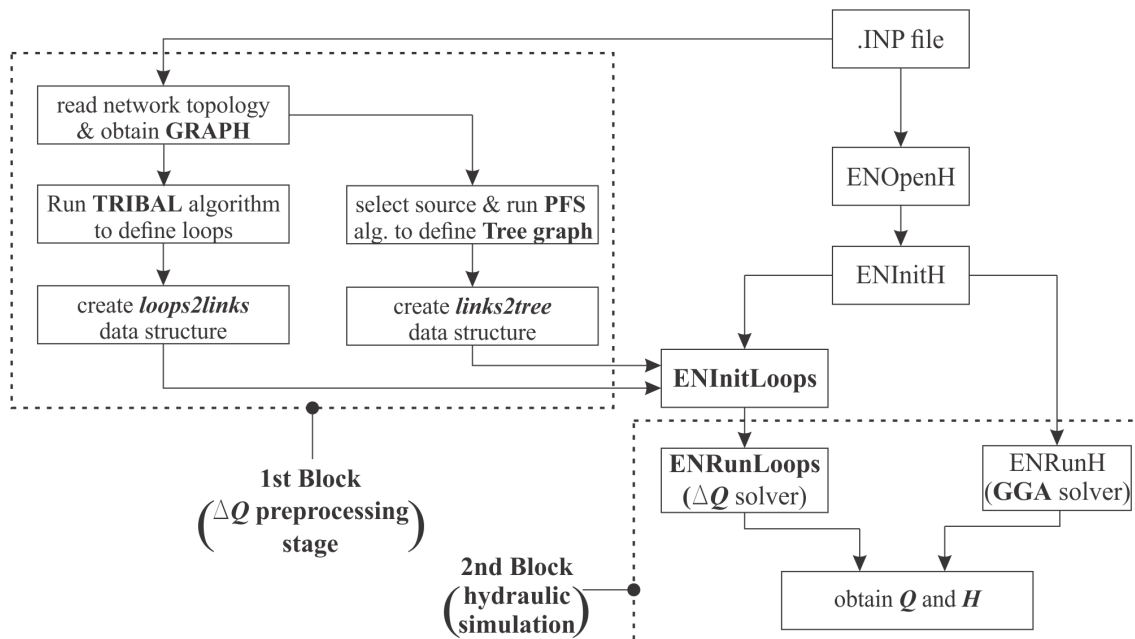 .INP file
read network topology
& obtain GRAPH
Run TRIBAL algorithm
to define loops
select source & run PFS
alg. to define Tree graph
create loops2links
data structure
create links2tree
data structure
ENOpenH
ENInitH
ENInitLoops
ENRunLoops
(ΔQ solver)
ENRunH
(GGA solver)
obtain Q and H
1st Block
(ΔQ preprocessing
stage)
2nd Block
(hydraulic
simulation)